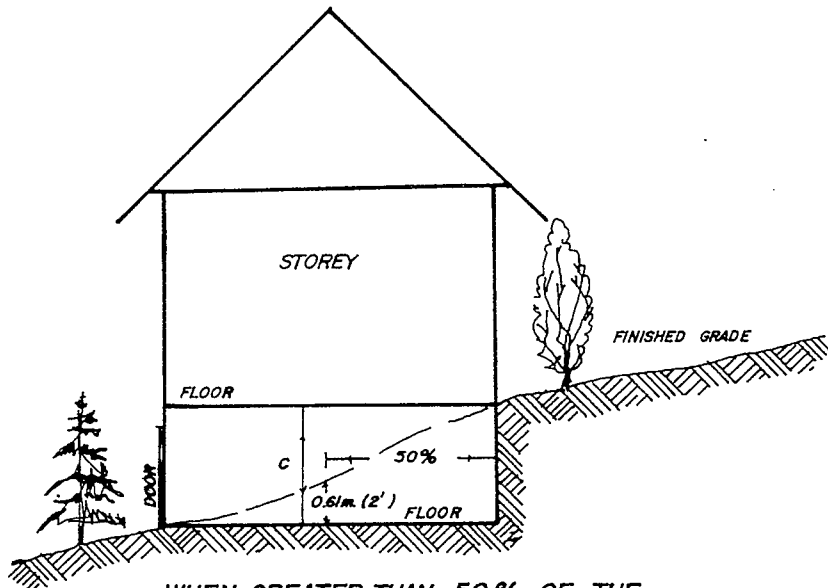 STOREY
FINISHED GRADE
FLOOR
DOOR
C
50%
0.61m. (2')
FLOOR
WHEN GREATER THAN 50% OF THE